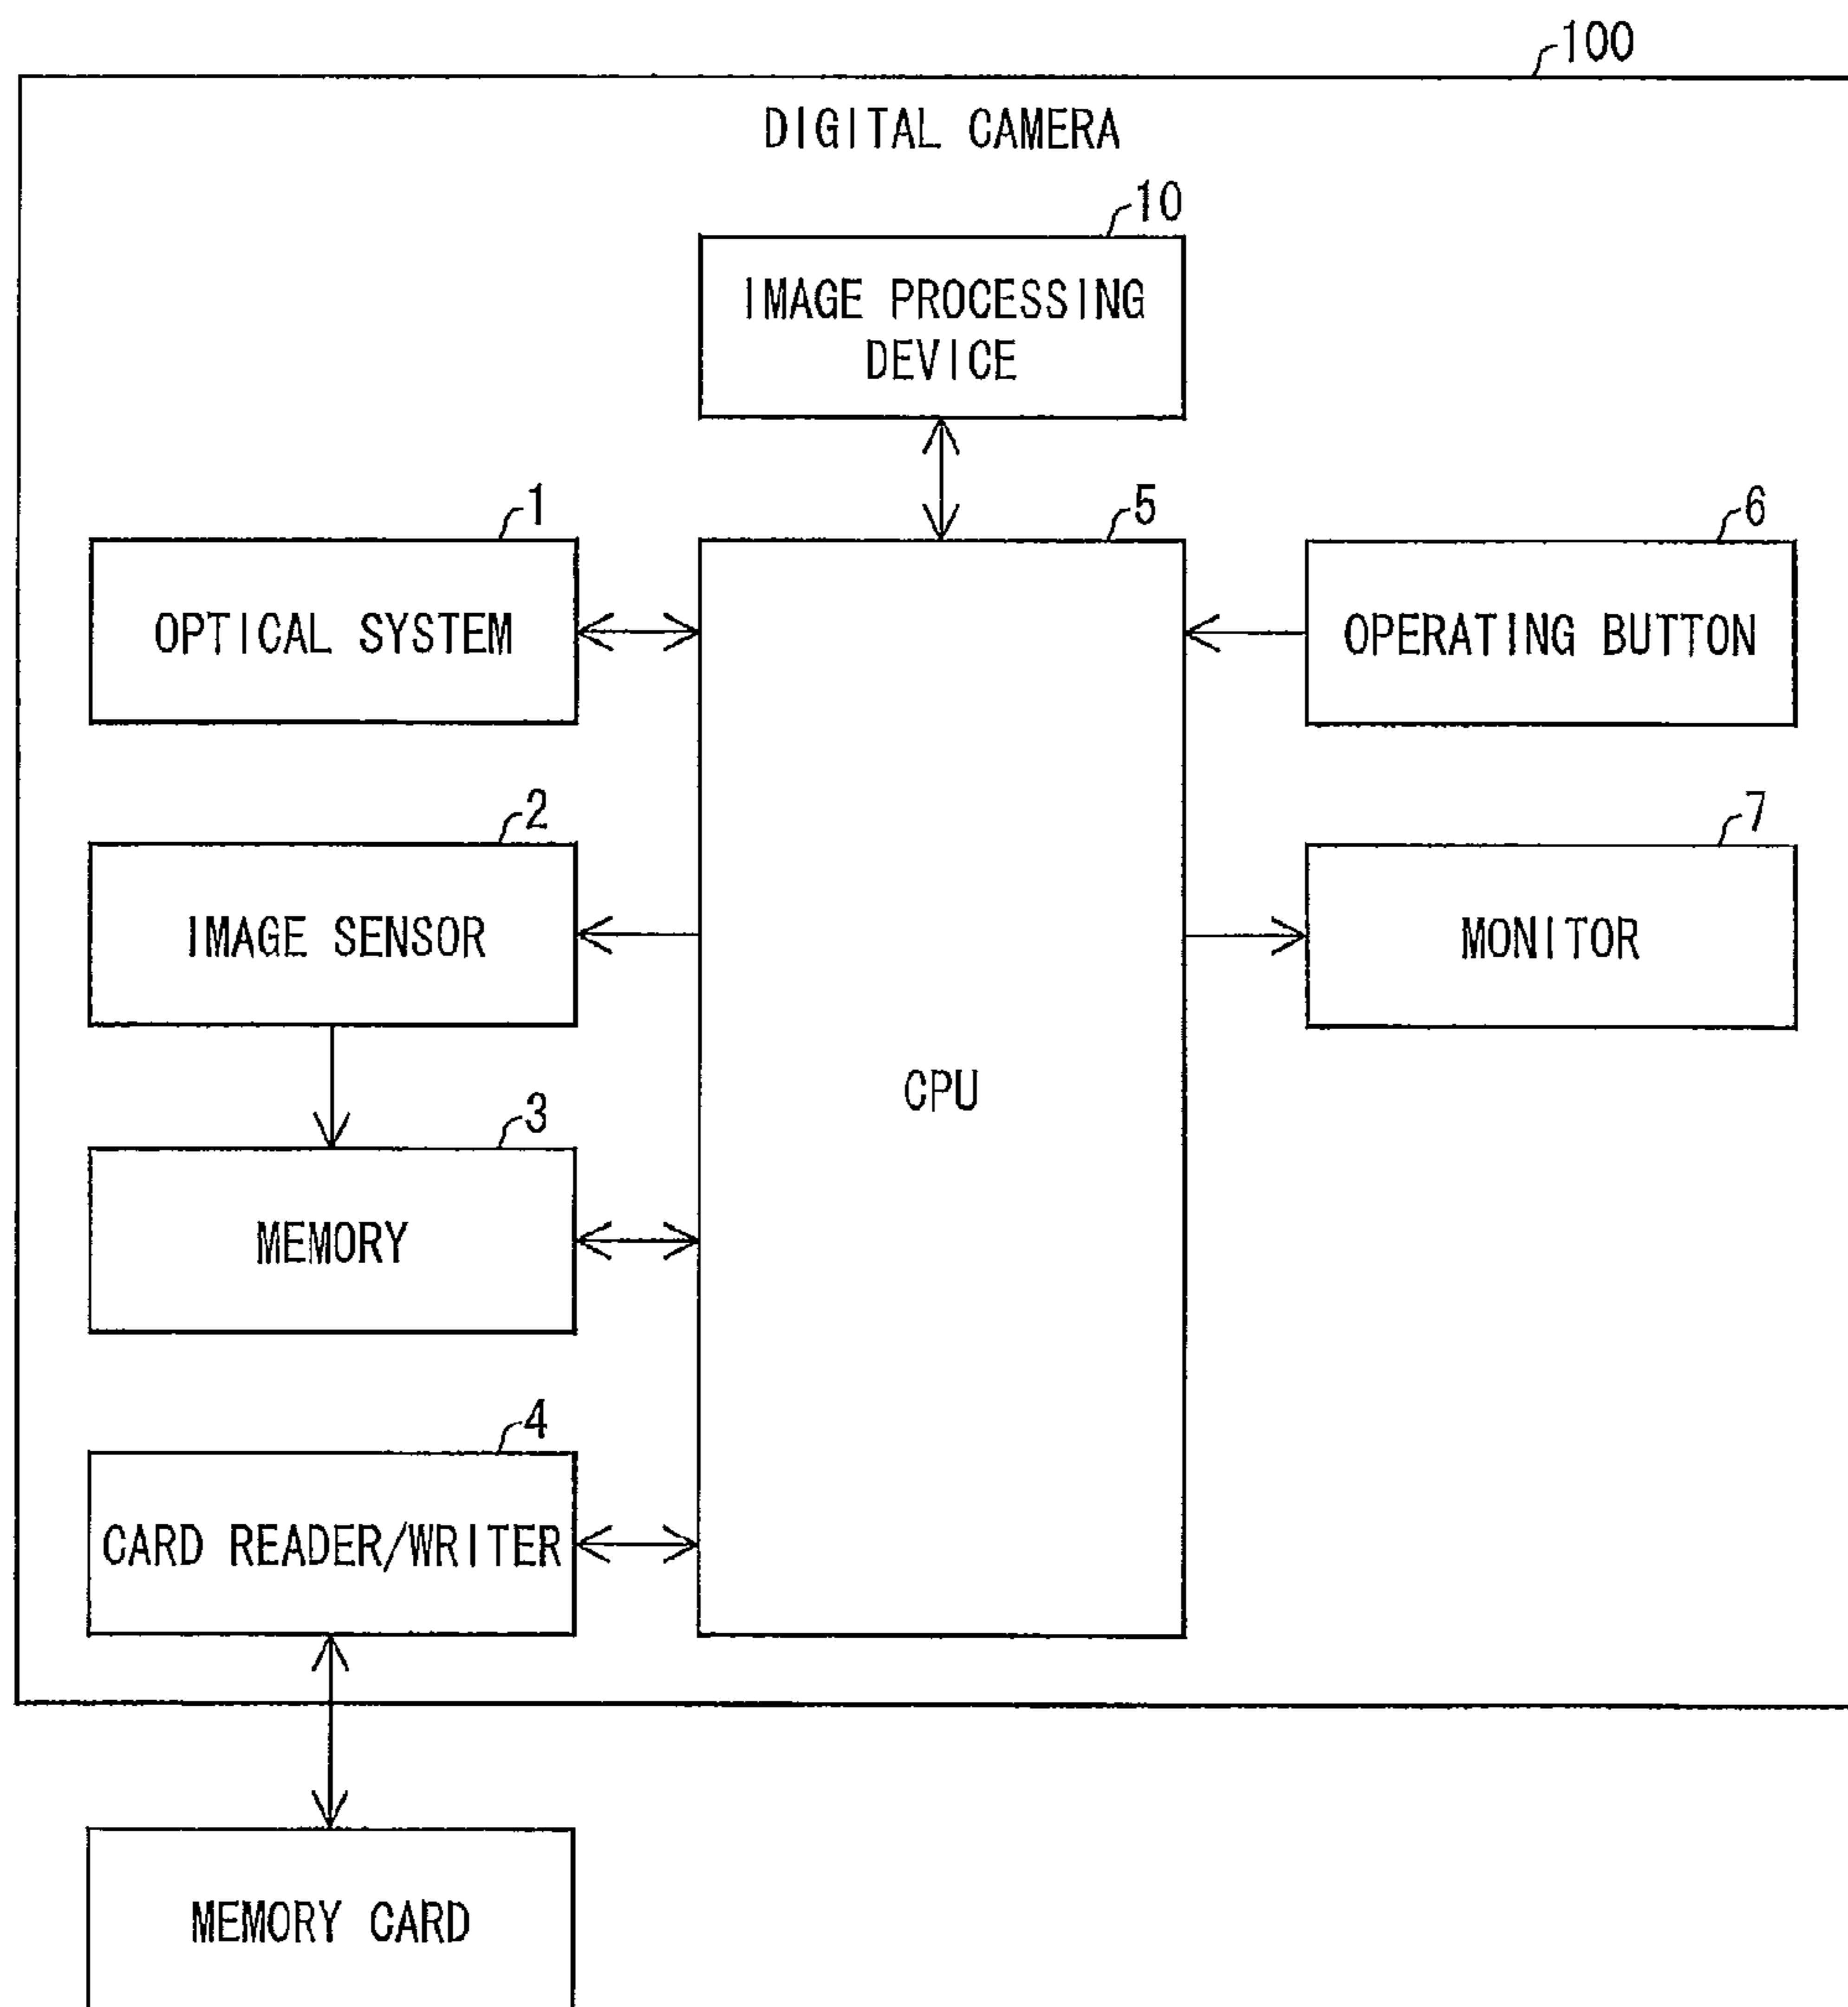 100
DIGITAL CAMERA
10
IMAGE PROCESSING
DEVICE
1
5
6
OPTICAL SYSTEM
OPERATING BUTTON
2
7
IMAGE SENSOR
MONITOR
CPU
3
MEMORY
4
CARD READER/WRITER
MEMORY CARD